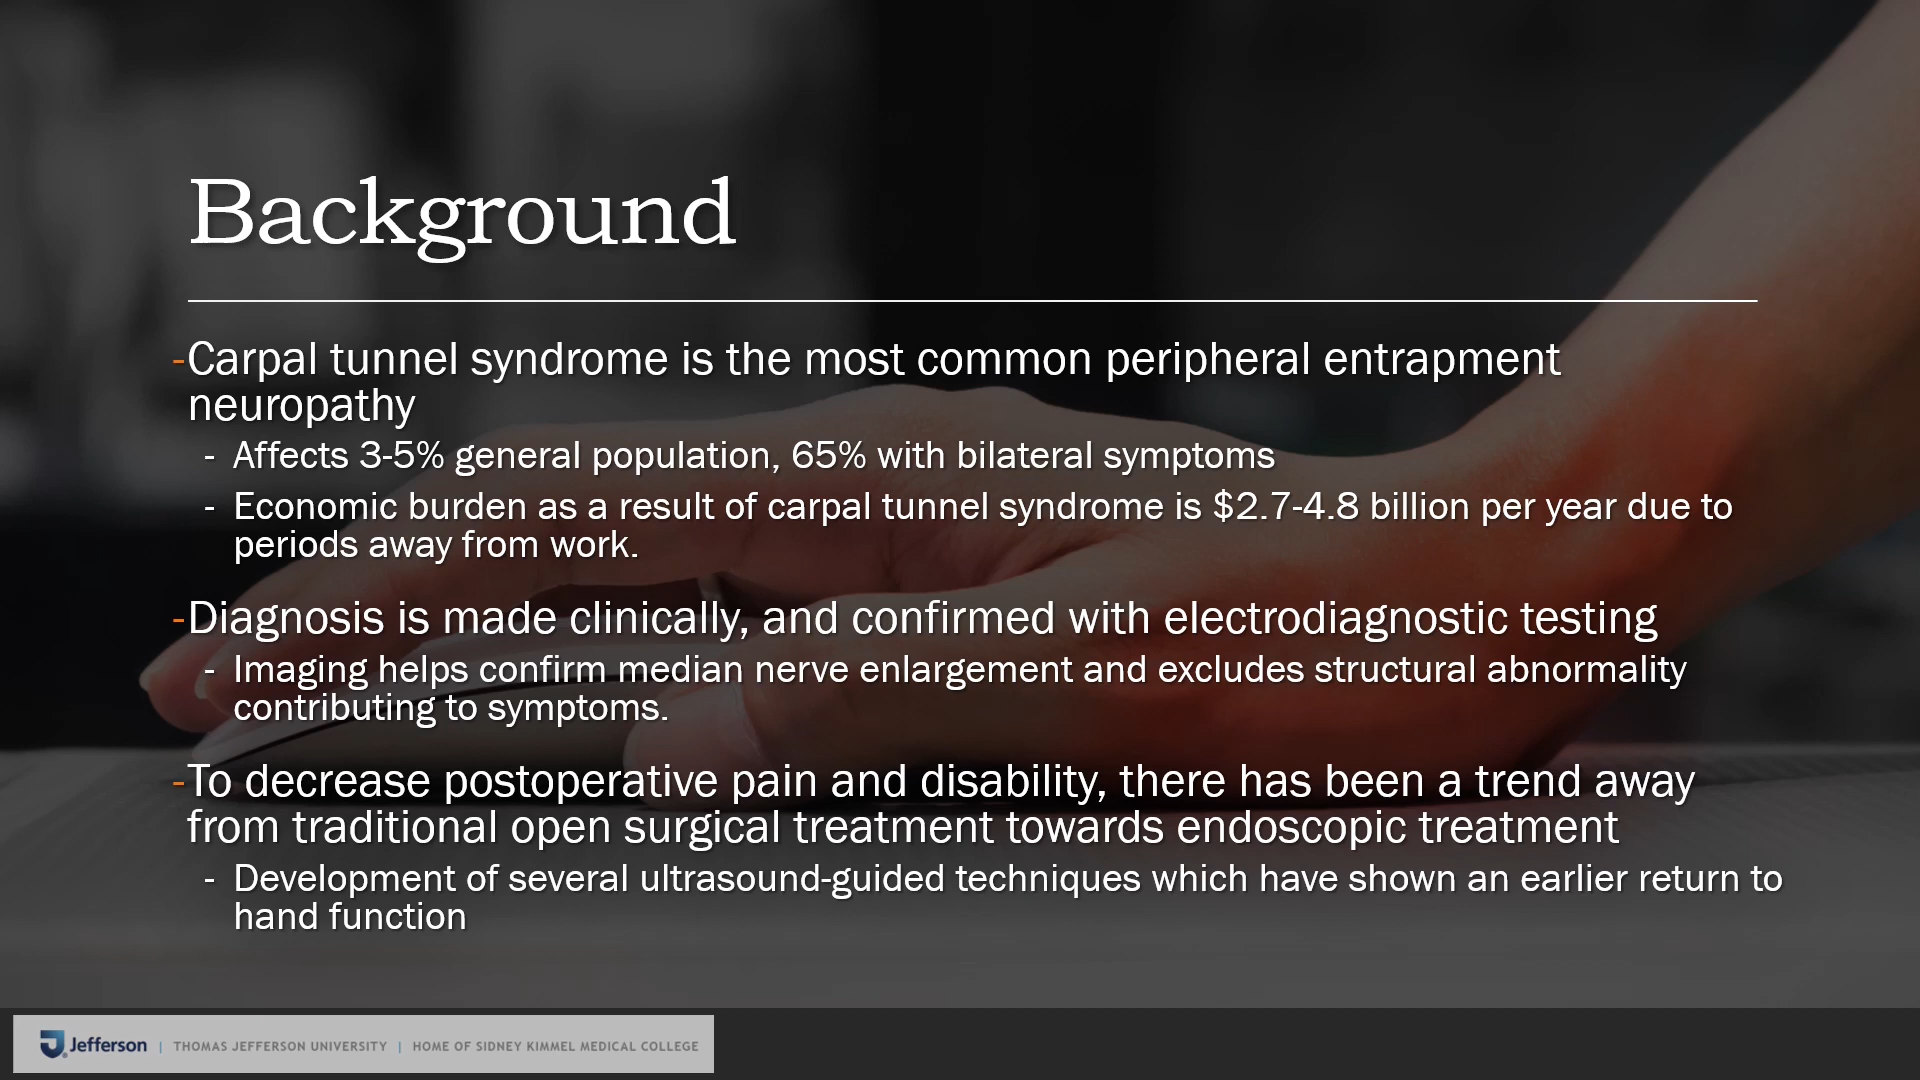 Background
-Carpal tunnel syndrome is the most common peripheral entrapment
neuropathy
- Affects 3-5% general population, 65% with bilateral symptoms
- Economic burden as a result of carpal tunnel syndrome is $2.7-4.8 billion per year due to
periods away from work.
-Diagnosis is made clinically, and confirmed with electrodiagnostic testing
- Imaging helps confirm median nerve enlargement and excludes structural abnormality
contributing to symptoms.
-To decrease postoperative pain and disability, there has been a trend away
from traditional open surgical treatment towards endoscopic treatment
- Development of several ultrasound-guided techniques which have shown an earlier return to
hand function
Jefferson | THOMAS JEFFERSON UNIVERSITY | HOME OF SIDNEY KIMMEL MEDICAL COLLEGE